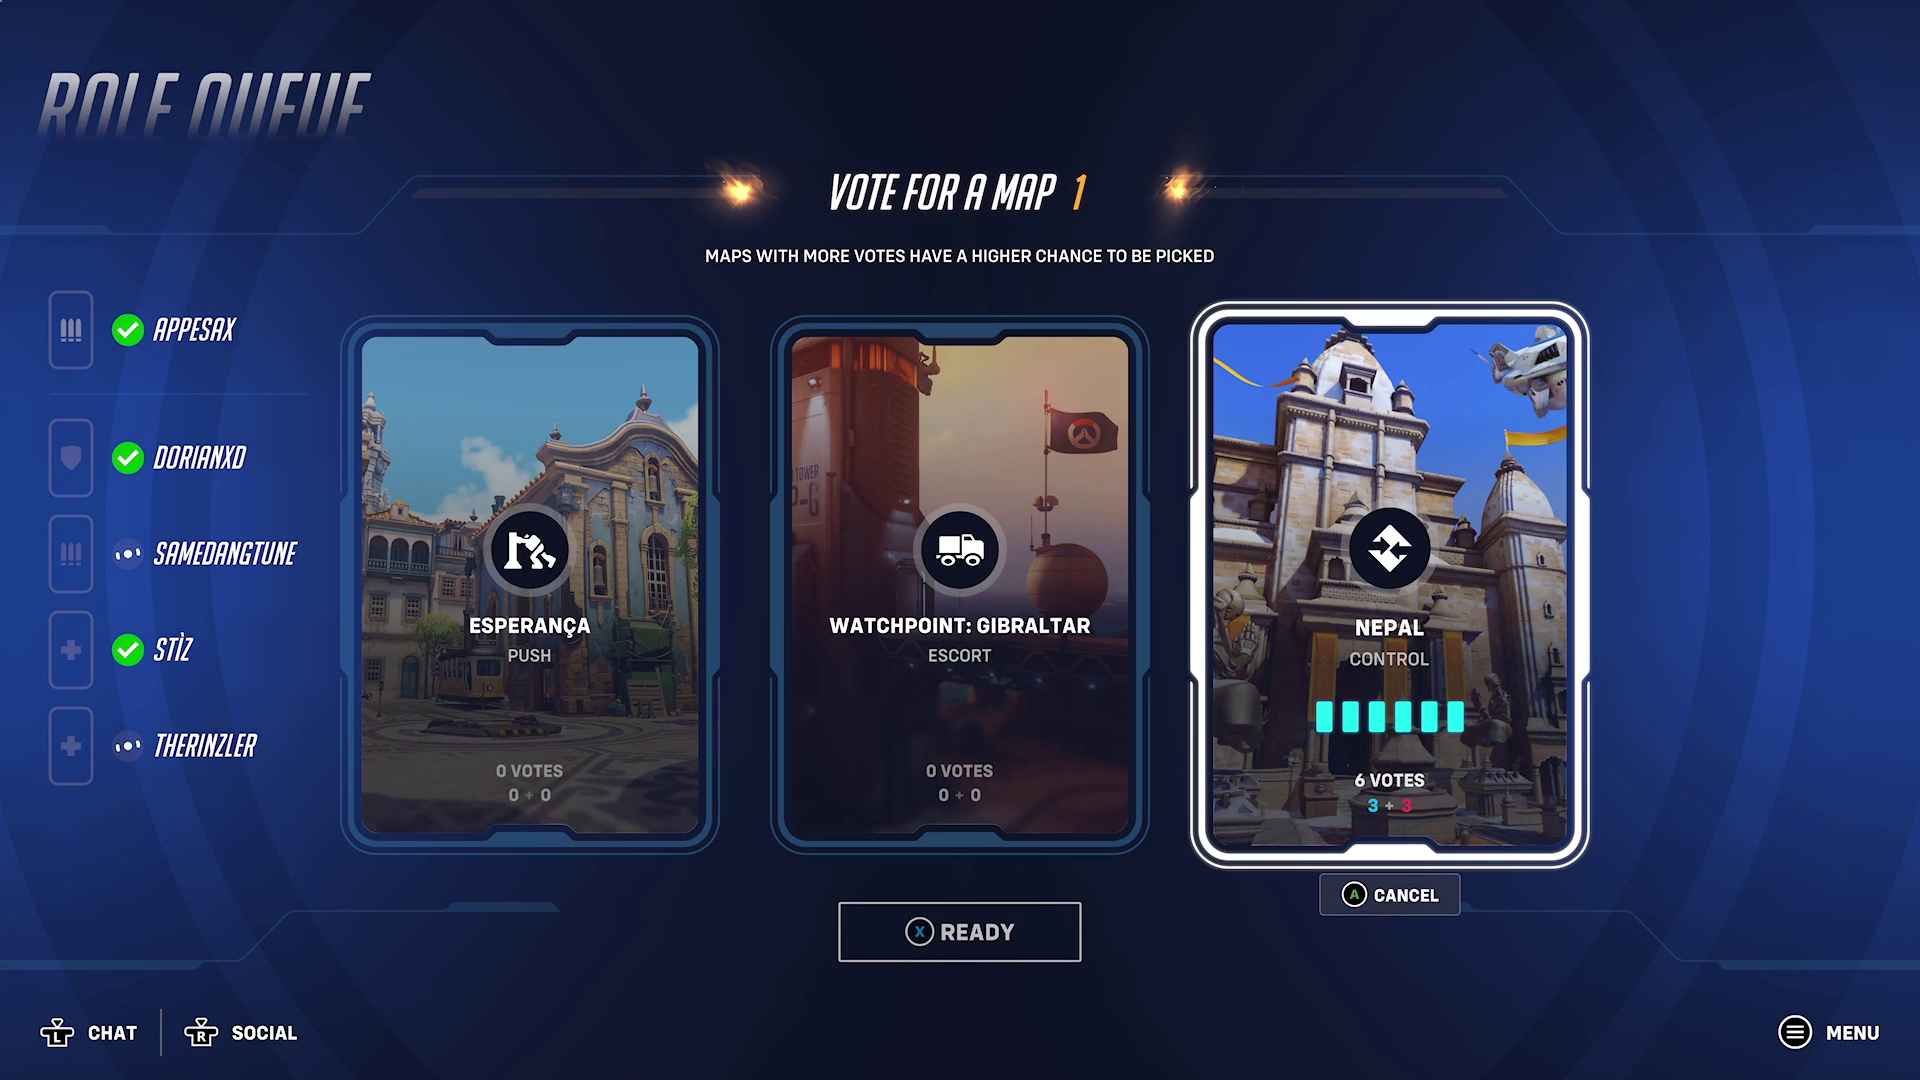 ROLE QUEUE
VOTE FOR A MAP 1
MAPS WITH MORE VOTES HAVE A HIGHER CHANCE TO BE PICKED
APPESAX
DORIANXD
SAMEDANGTUNE
STÌZ
THERINZLER
ESPERANÇA
PUSH
0 VOTES
0 + 0
TOWER
WATCHPOINT: GIBRALTAR
ESCORT
0 VOTES
0 + 0
NEPAL
CONTROL
6 VOTES
3 + 3
A CANCEL
X READY
L CHAT
R SOCIAL
MENU